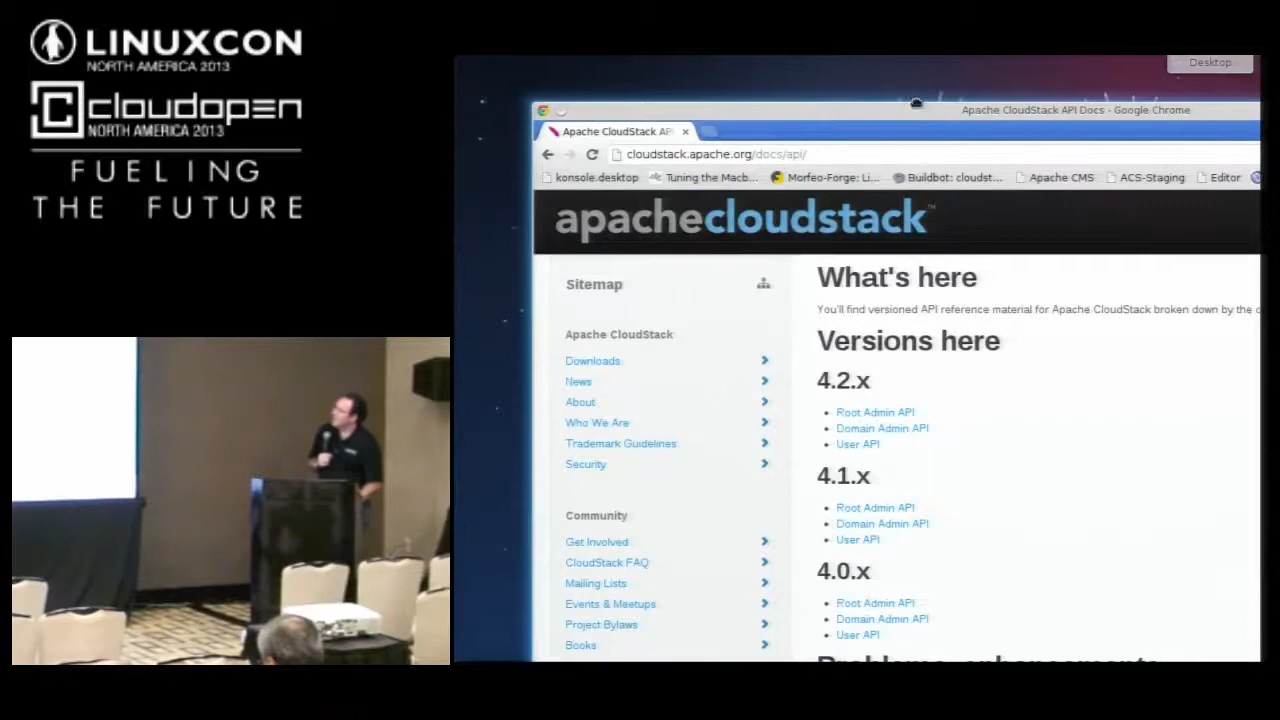 LINUXCON
NORTH AMERICA 2013
cloudopen
NORTH AMERICA 2013
FUELING
THE FUTURE
Desktop
Apache CloudStack API Docs - Google Chrome
Apache CloudStack API
cloudstack.apache.org/docs/api/
konsole.desktop Tuning the Macb... Morfeo-Forge: Li... Buildbot: cloudst... Apache CMS ACS-Staging Editor
apachecloudstack™
Sitemap
Apache CloudStack
Downloads
News
About
Who We Are
Trademark Guidelines
Security
Community
Get Involved
CloudStack FAQ
Mailing Lists
Events & Meetups
Project Bylaws
Books
What's here
You'll find versioned API reference material for Apache CloudStack broken down by the
Versions here
4.2.x
Root Admin API
Domain Admin API
User API
4.1.x
Root Admin API
Domain Admin API
User API
4.0.x
Root Admin API
Domain Admin API
User API